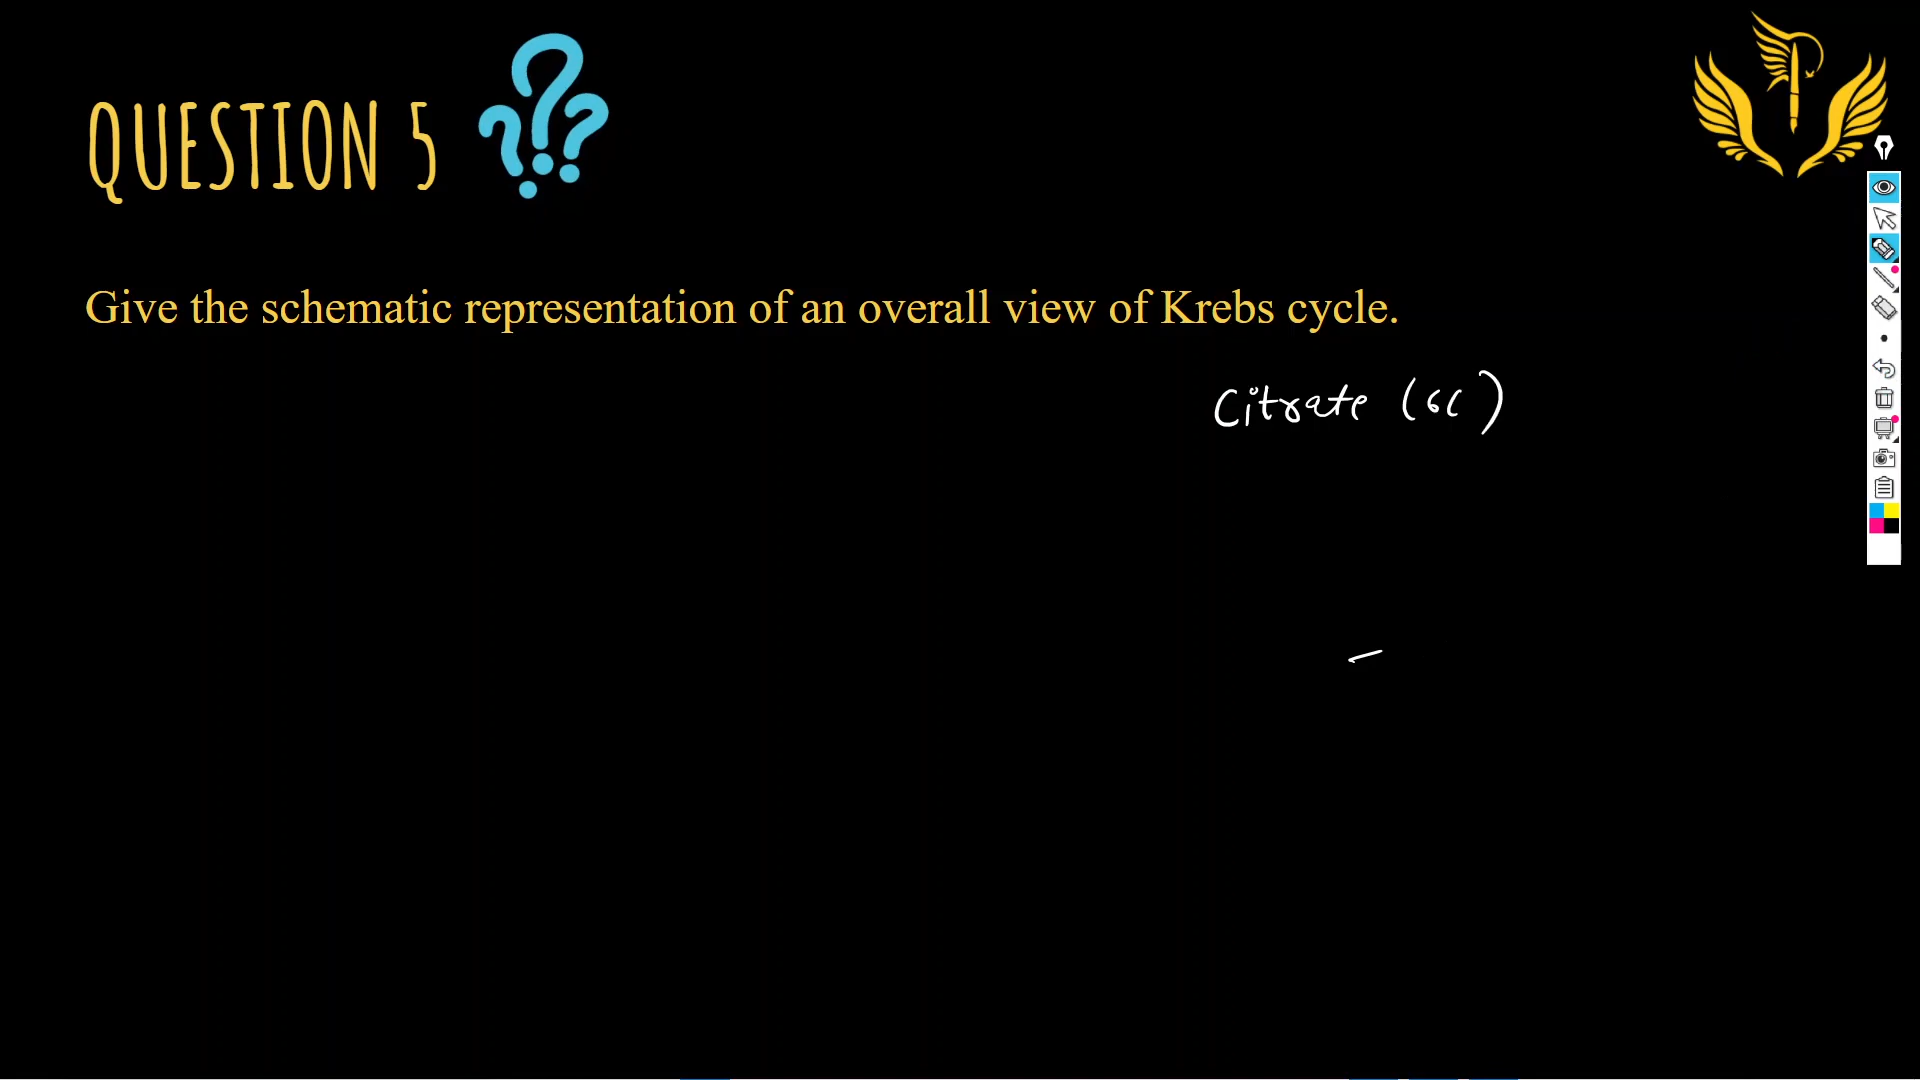 QUESTION 5
Give the schematic representation of an overall view of Krebs cycle.
Citrate (6C)